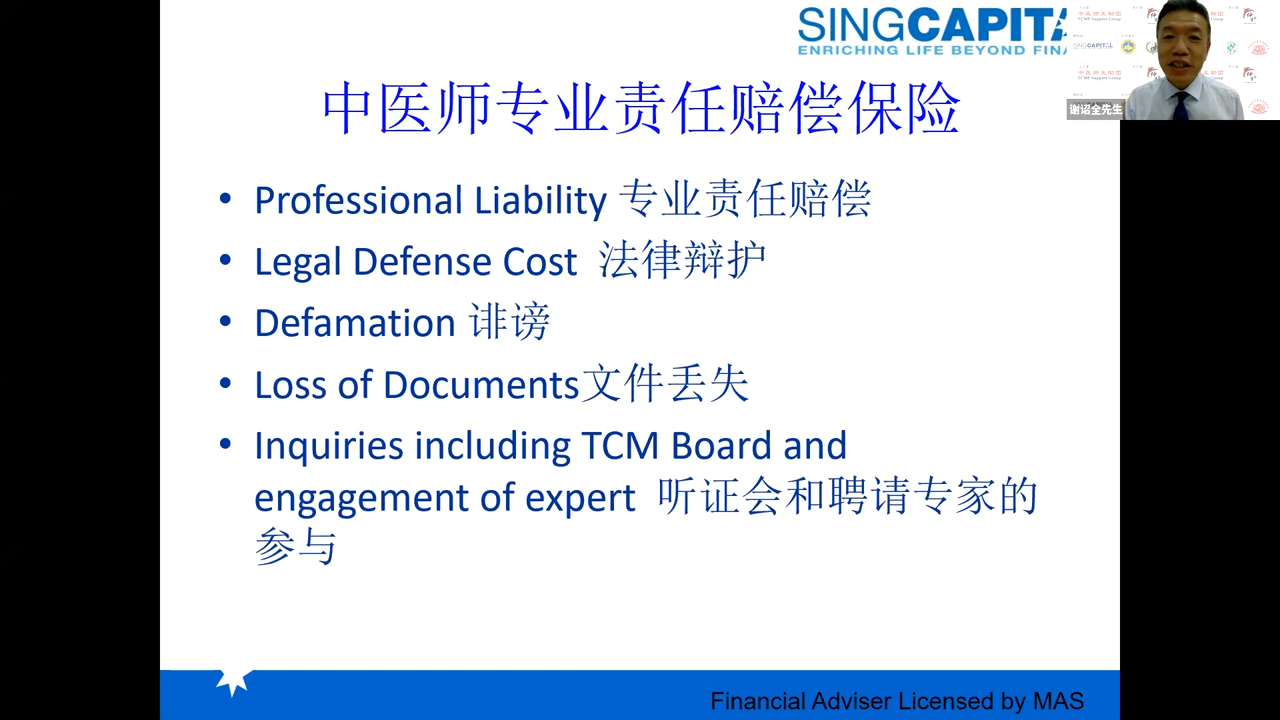 SINGCAPITA
ENRICHING LIFE BEYOND FINA
谢诏全先生
中医师专业责任赔偿保险
• Professional Liability 专业责任赔偿
• Legal Defense Cost 法律辩护
• Defamation 诽谤
• Loss of Documents文件丢失
• Inquiries including TCM Board and
engagement of expert 听证会和聘请专家的
参与
Financial Adviser Licensed by MAS